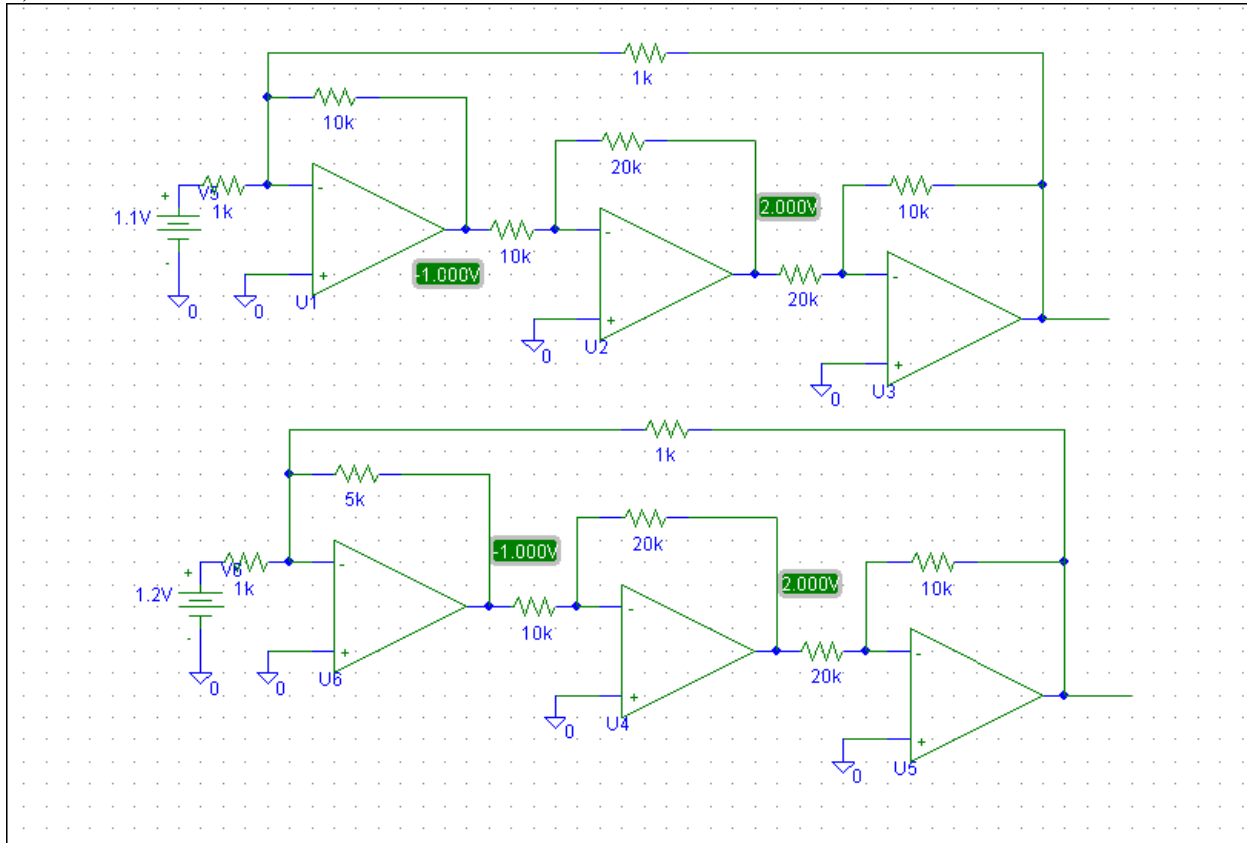 1k
10k
20k
2.000V
10k
V5
1k
1.1V
+
-
-
+
10k
-1.000V
U1
0
0
-
+
20k
U2
0
-
+
U3
0
1k
5k
20k
-1.000V
2.000V
10k
V6
1k
1.2V
+
-
-
+
10k
U6
0
0
-
+
20k
U4
0
-
+
U5
0